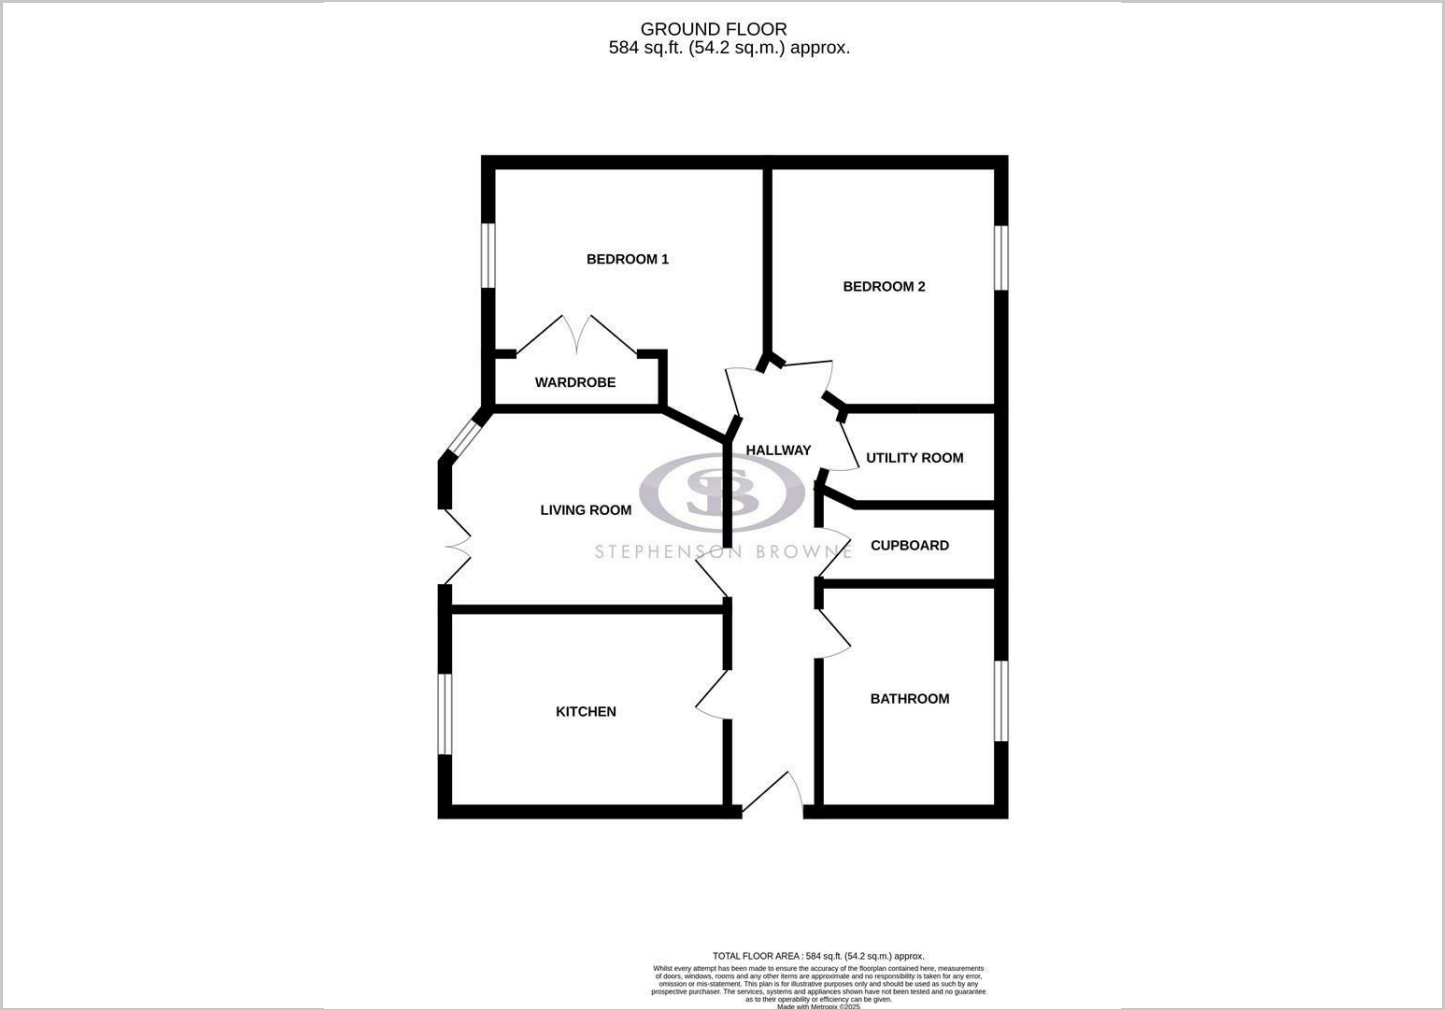 GROUND FLOOR
584 sq.ft. (54.2 sq.m.) approx.
BEDROOM 1
BEDROOM 2
WARDROBE
HALLWAY
UTILITY ROOM
SB
LIVING ROOM
STEPHENSON BROWNE
CUPBOARD
BATHROOM
KITCHEN
TOTAL FLOOR AREA : 584 sq.ft. (54.2 sq.m.) approx.
Whilst every attempt has been made to ensure the accuracy of the floorplan contained here, measurements
of doors, windows, rooms and any other items are approximate and no responsibility is taken for any error,
omission or mis-statement. This plan is for illustrative purposes only and should be used as such by any
prospective purchaser. The services, systems and appliances shown have not been tested and no guarantee
as to their operability or efficiency can be given.
Made with Metropix ©2025